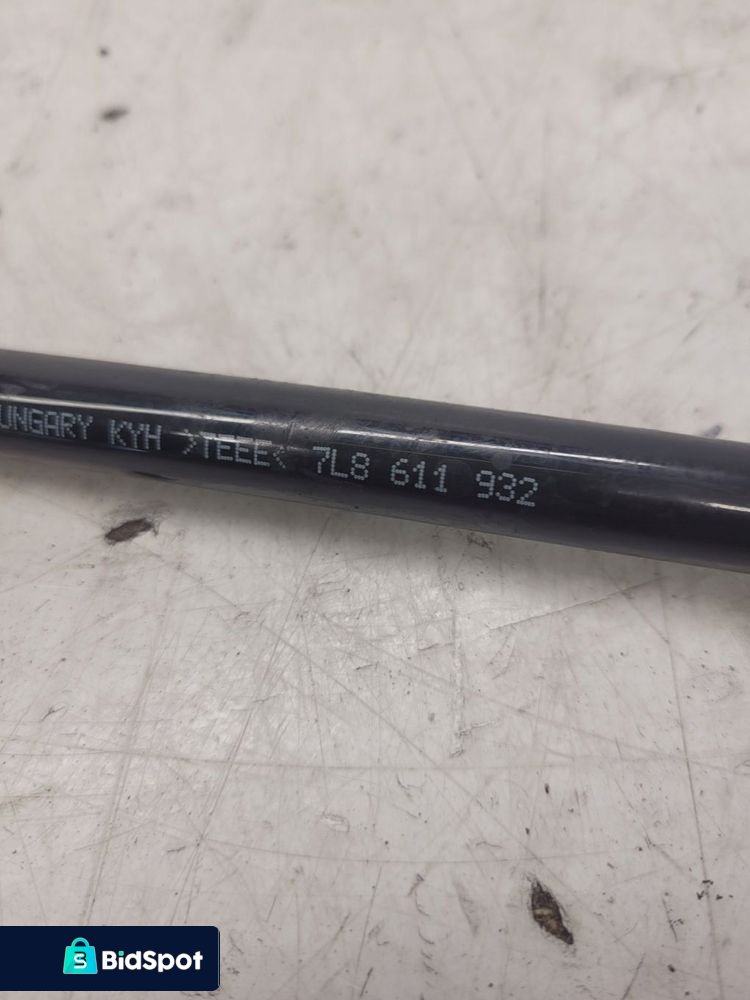 UNGARY KYH >TEEE< 7L8 611 932
BidSpot